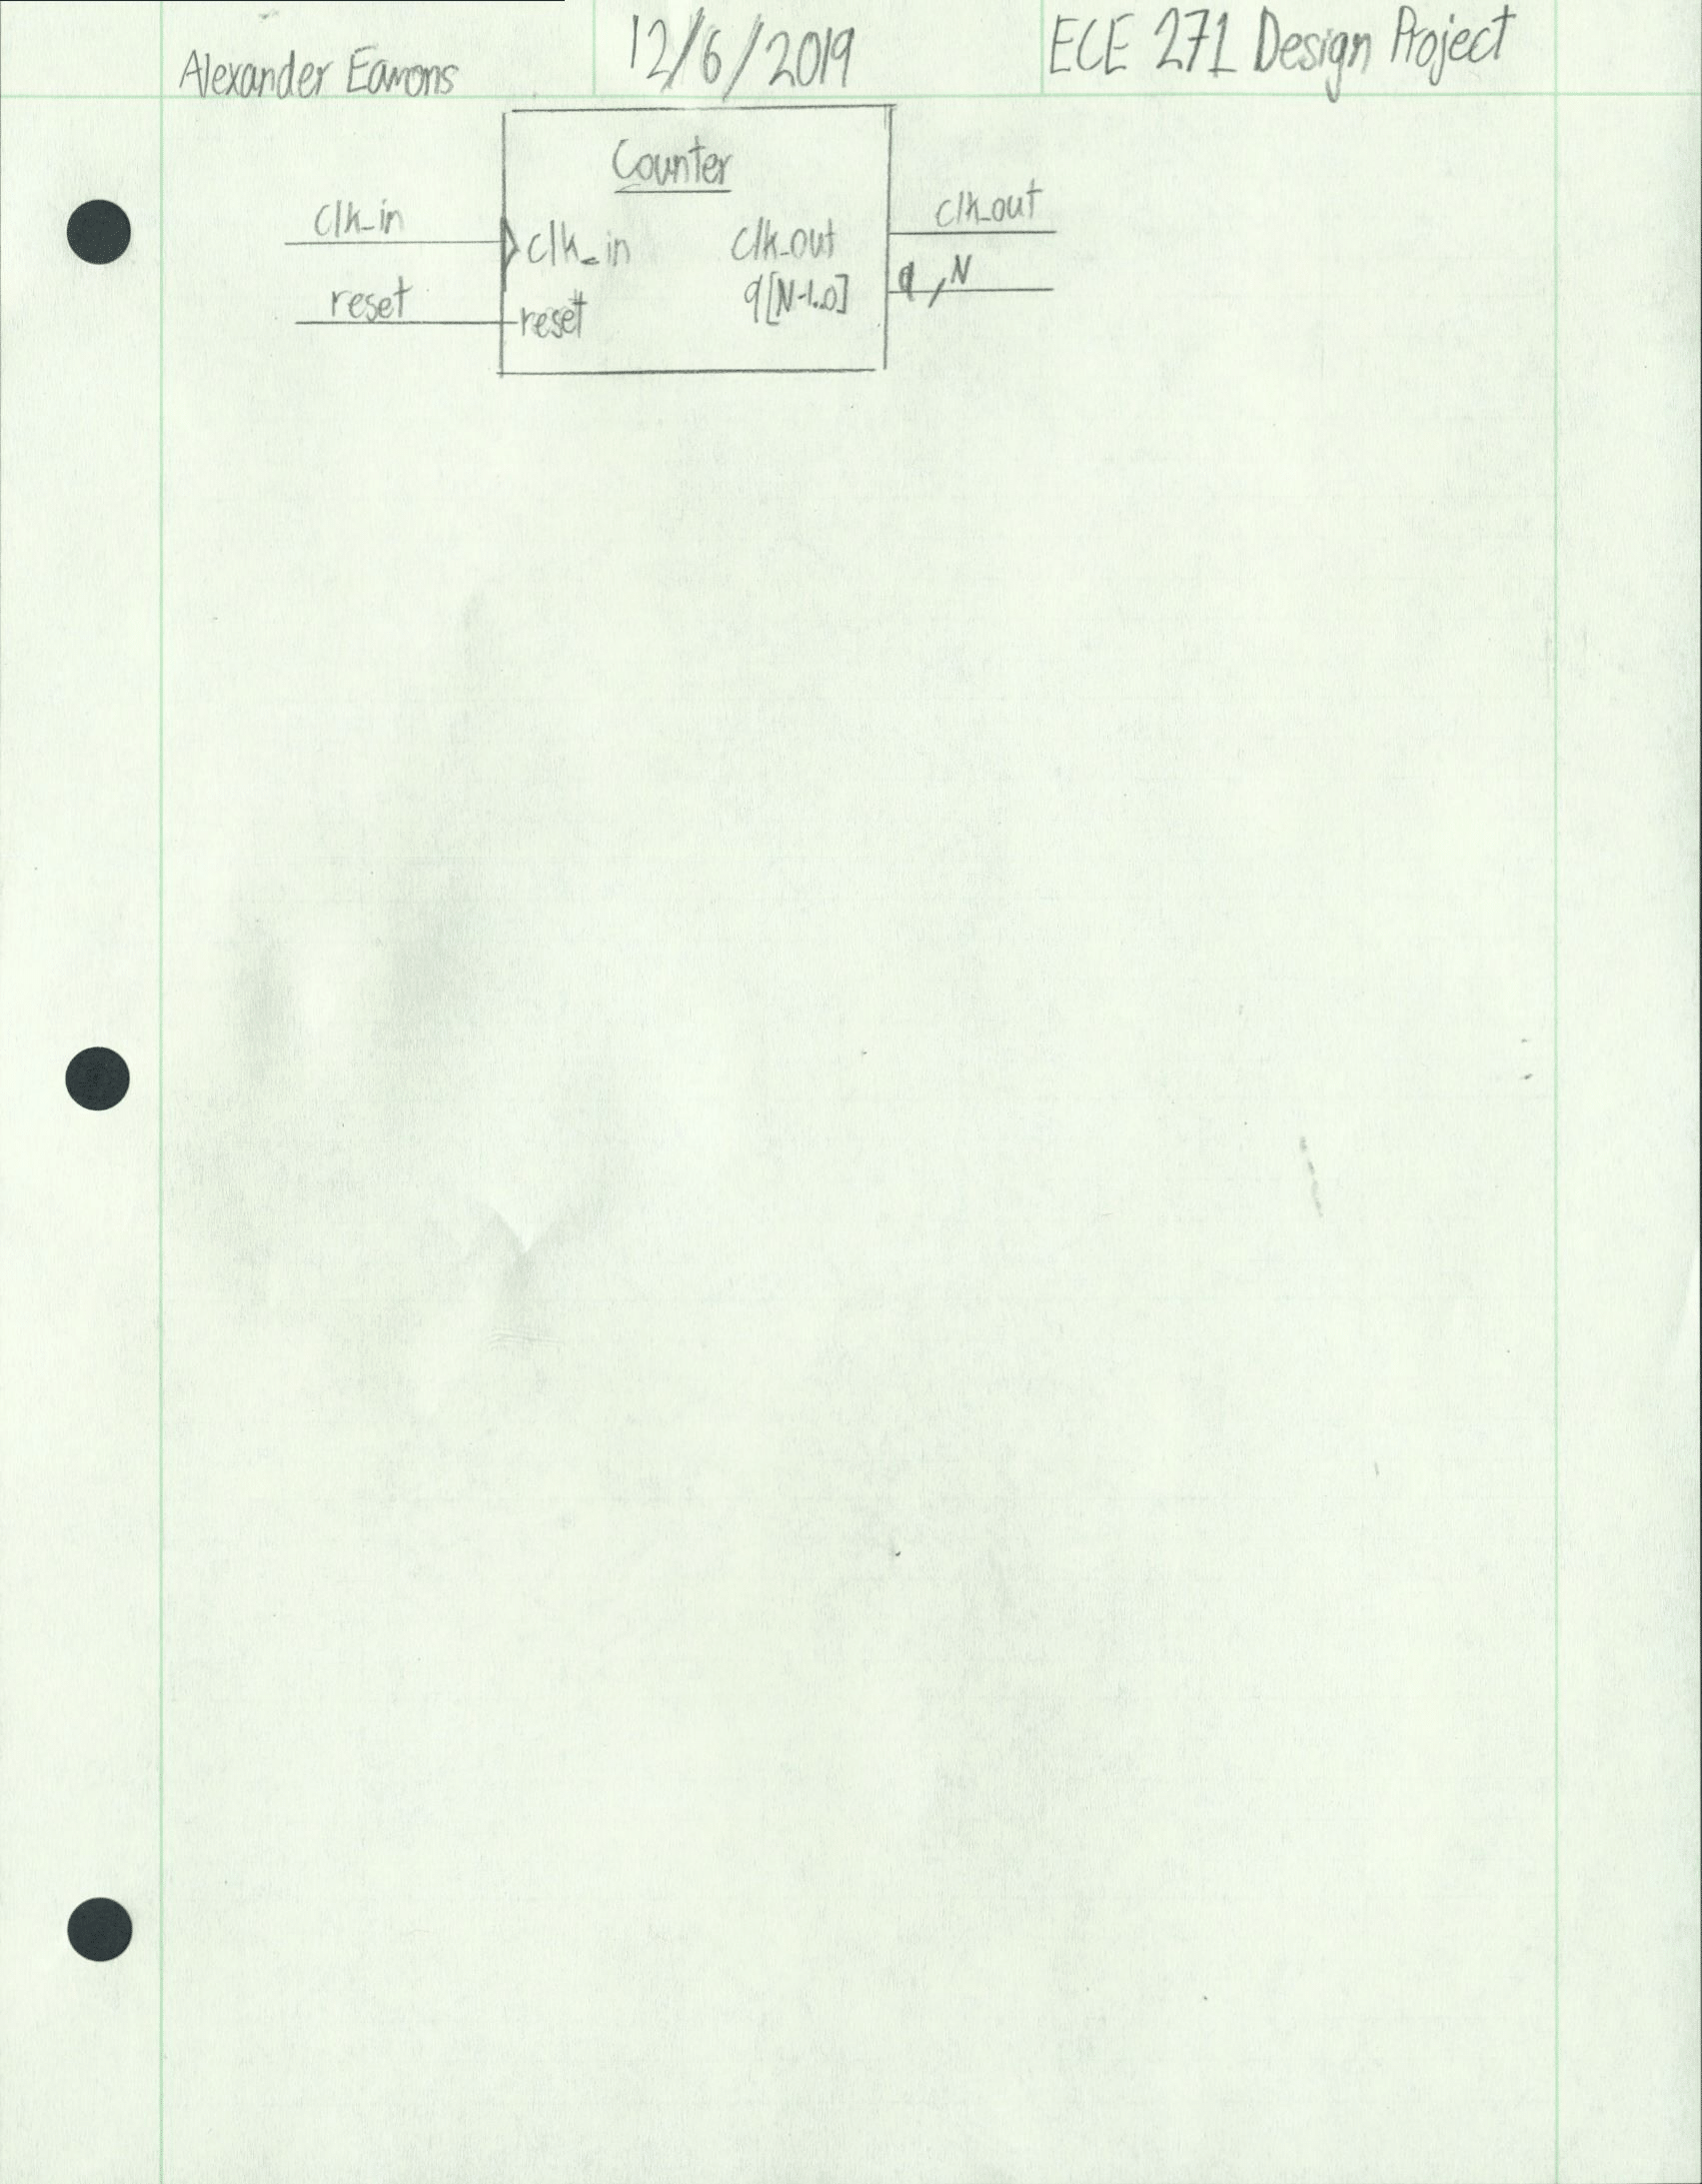 Alexander Eamons 12/6/2019 ECE 271 Design Project
Counter
clk_in clk_in clk_out clk_out
reset reset q[N-1..0] q N